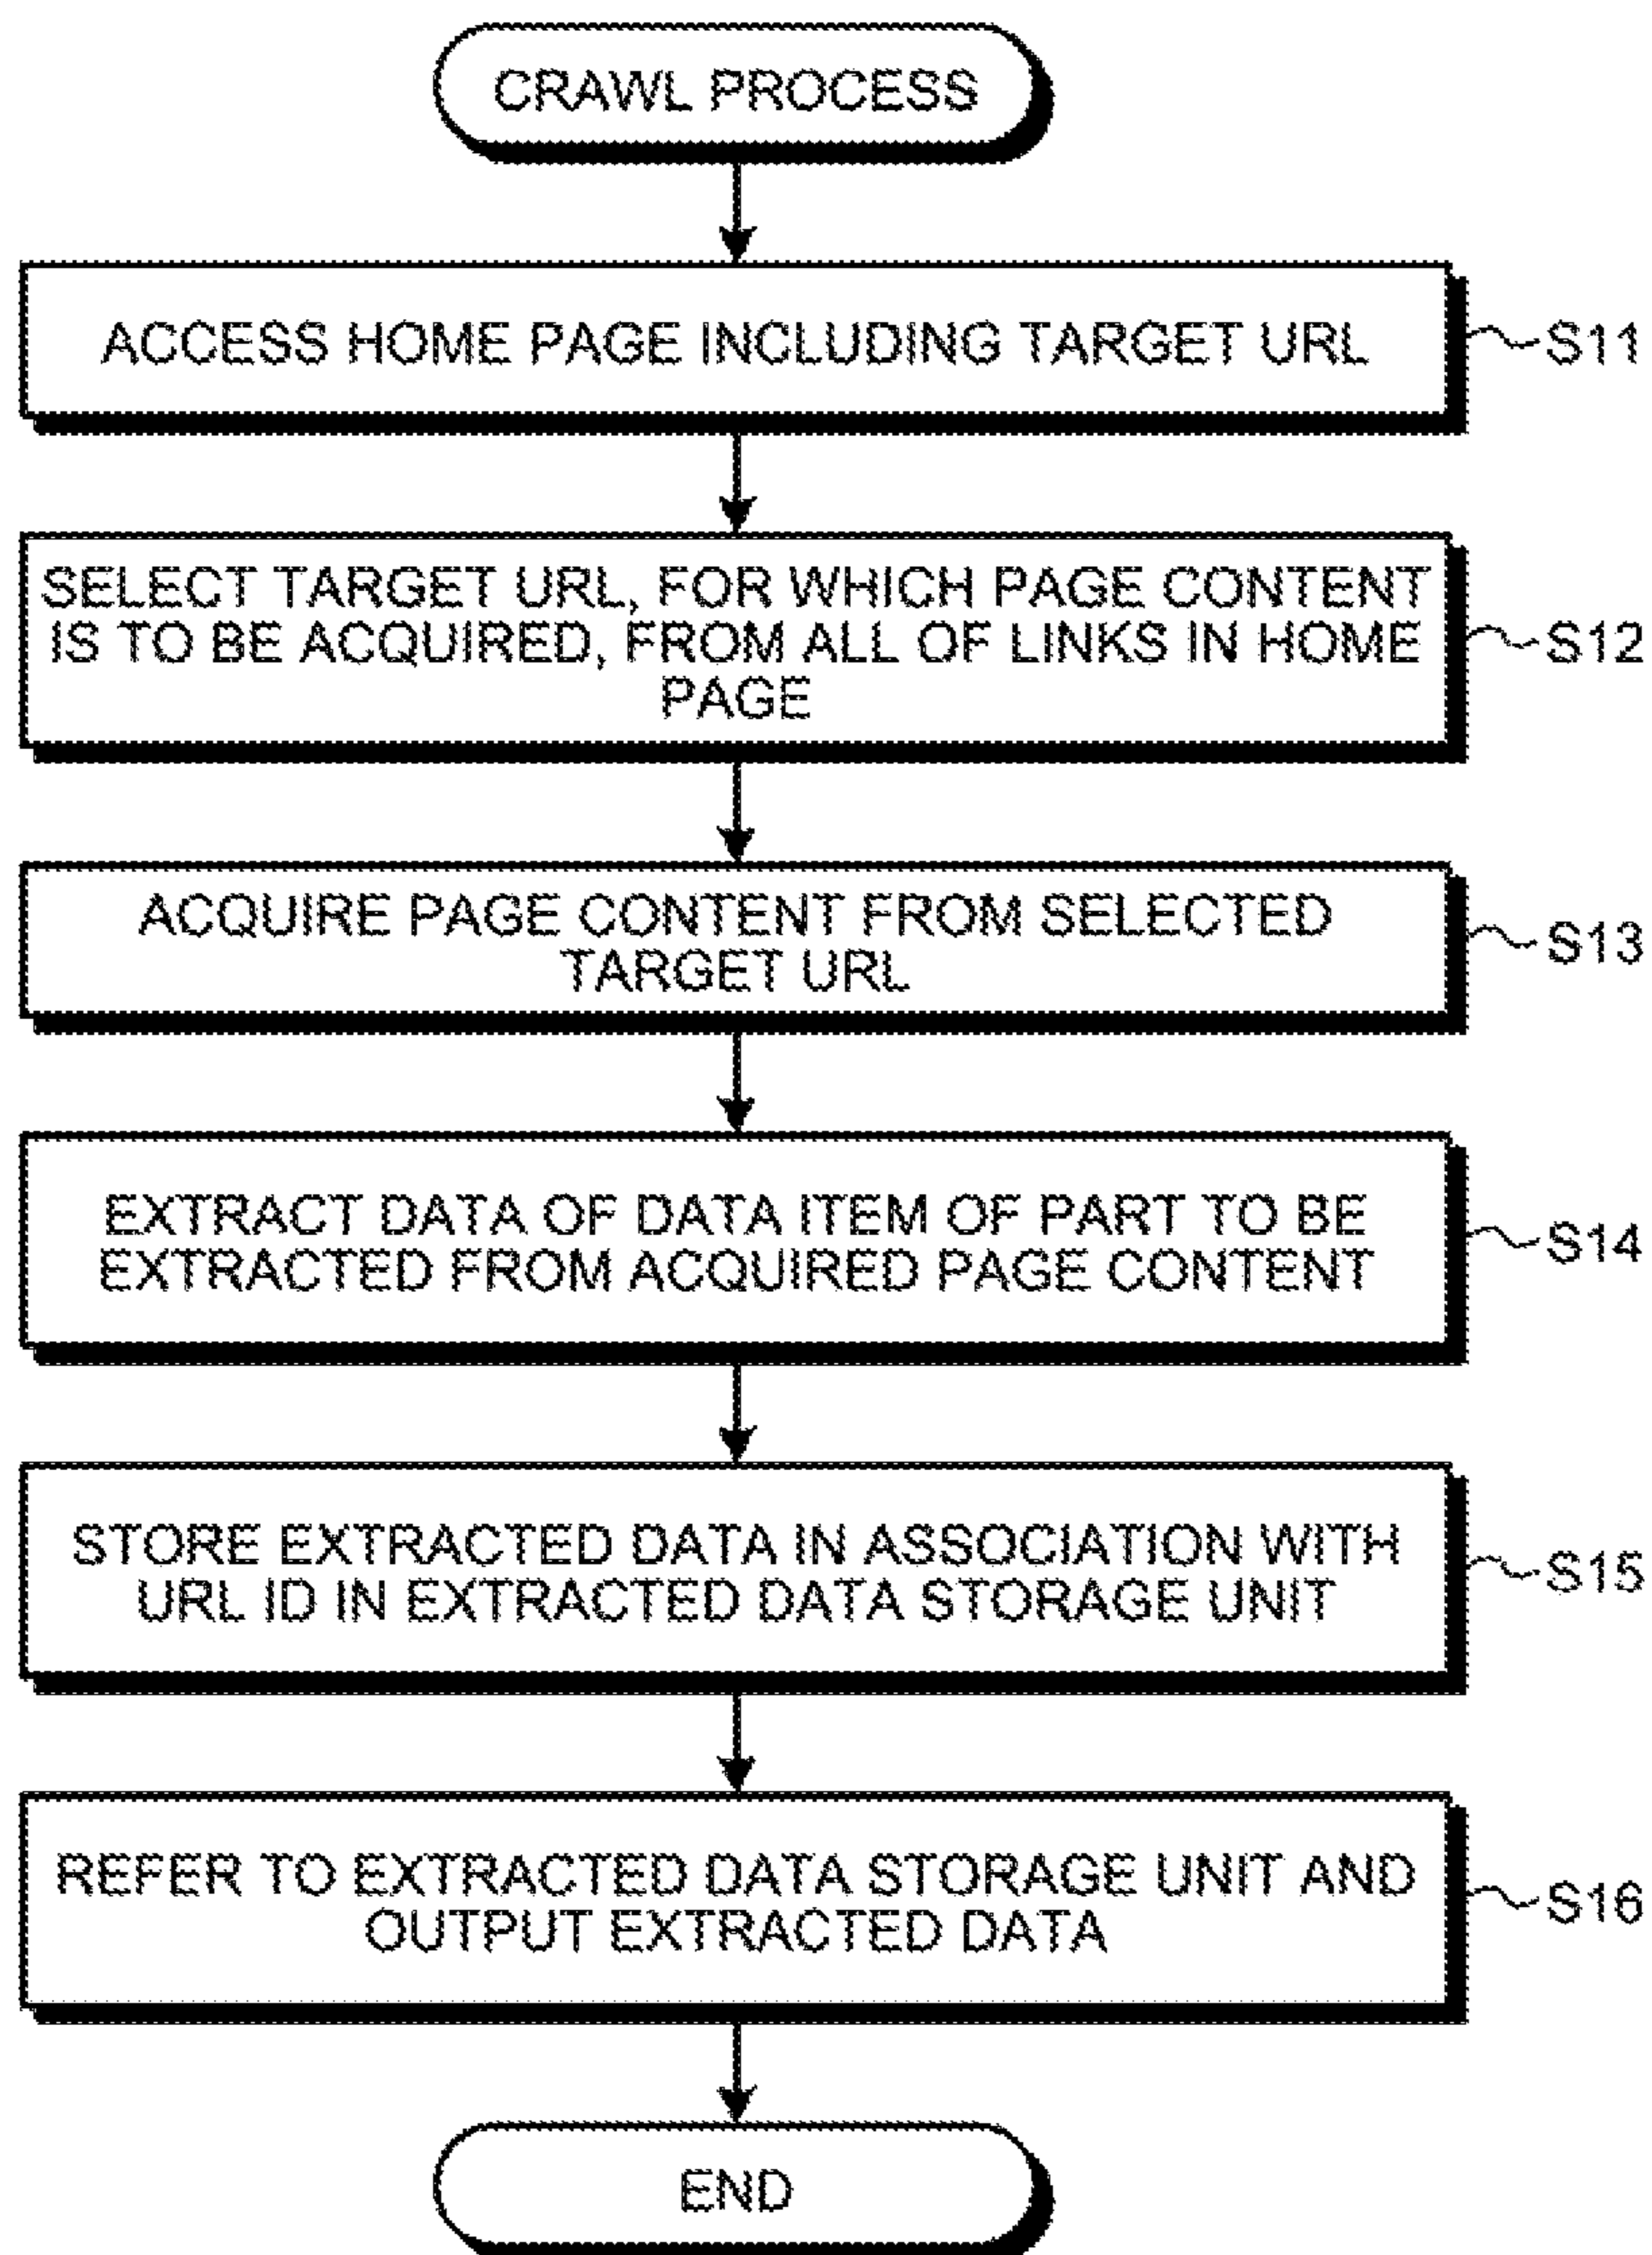 CRAWL PROCESS
ACCESS HOME PAGE INCLUDING TARGET URL
S11
SELECT TARGET URL, FOR WHICH PAGE CONTENT
IS TO BE ACQUIRED, FROM ALL OF LINKS IN HOME
PAGE
S12
ACQUIRE PAGE CONTENT FROM SELECTED
TARGET URL
S13
EXTRACT DATA OF DATA ITEM OF PART TO BE
EXTRACTED FROM ACQUIRED PAGE CONTENT
S14
STORE EXTRACTED DATA IN ASSOCIATION WITH
URL ID IN EXTRACTED DATA STORAGE UNIT
S15
REFER TO EXTRACTED DATA STORAGE UNIT AND
OUTPUT EXTRACTED DATA
S16
END